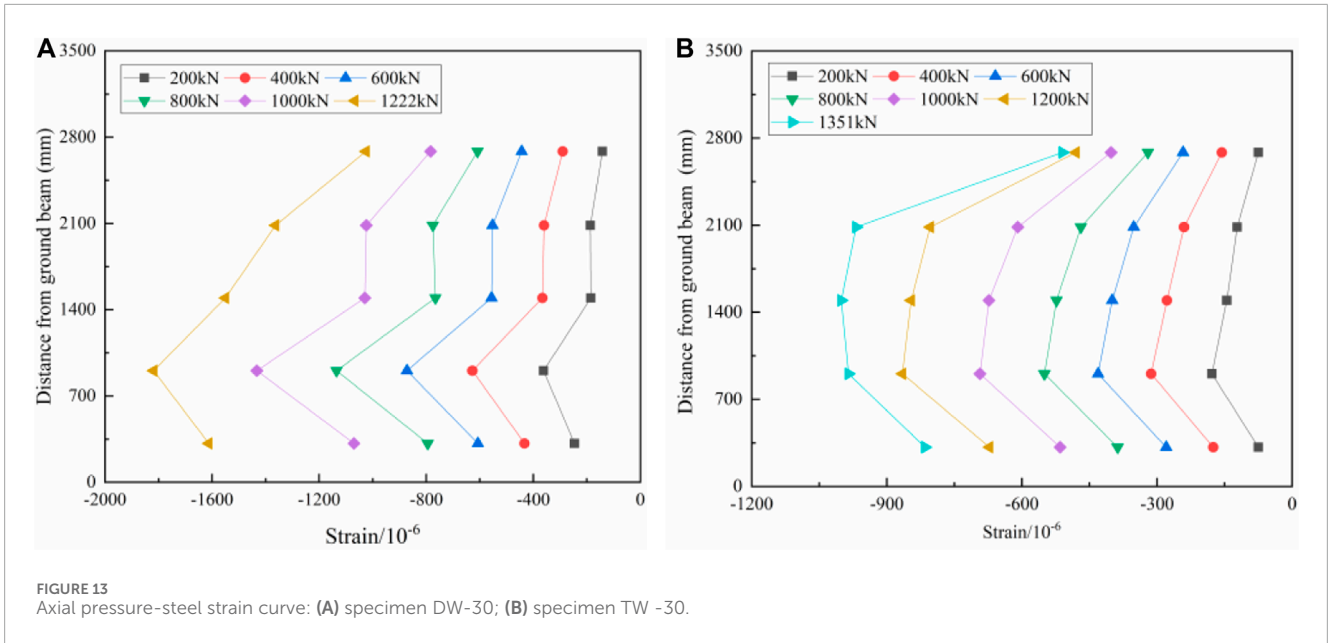 A
3500
2800
2100
1400
700
0
Distance from ground beam (mm)
200kN 400kN 600kN
800kN 1000kN 1222kN
-2000 -1600 -1200 -800 -400 0
Strain/10-6
B
3500
2800
2100
1400
700
0
Distance from ground beam (mm)
200kN 400kN 600kN
800kN 1000kN 1200kN
1351kN
-1200 -900 -600 -300 0
Strain/10-6
FIGURE 13
Axial pressure-steel strain curve: (A) specimen DW-30; (B) specimen TW -30.